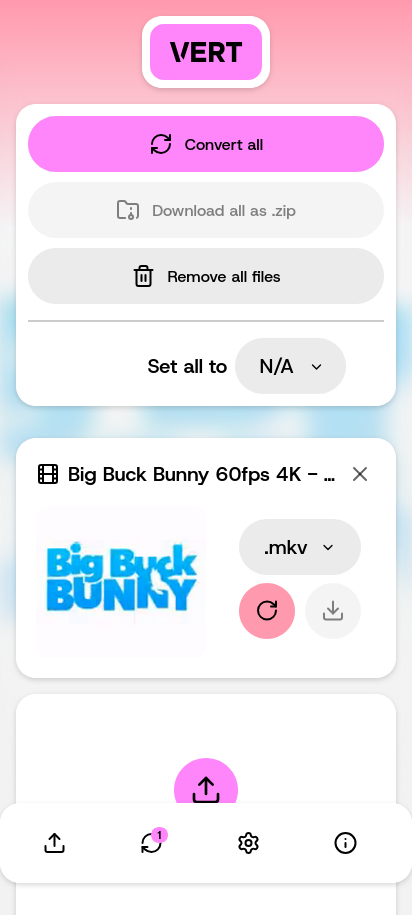 VERT
Convert all
Download all as .zip
Remove all files
Set all to N/A
Big Buck Bunny 60fps 4K - ...
Big Buck
BUNNY
.mkv
1